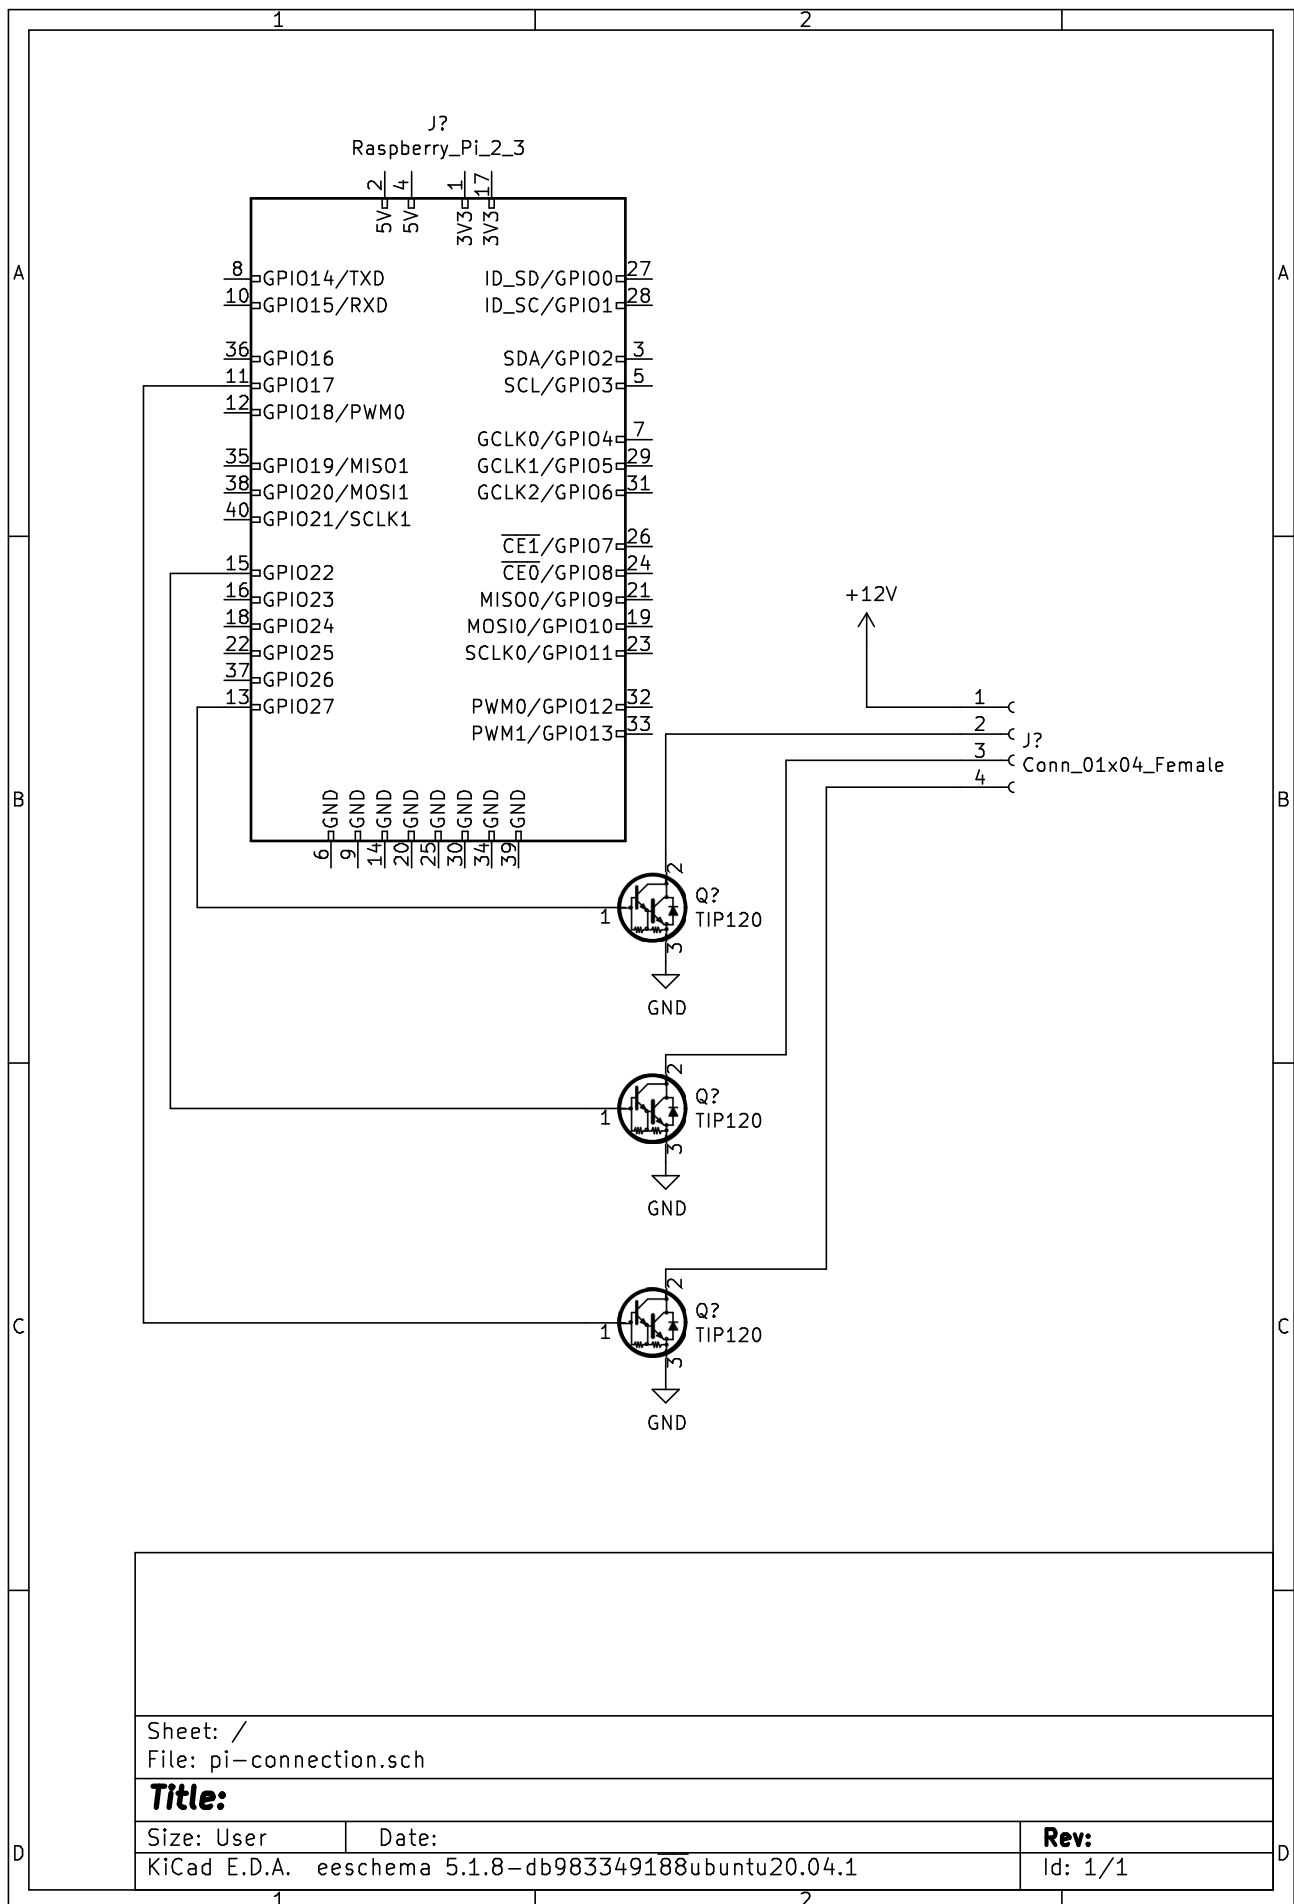 1 2
J?
Raspberry_Pi_2_3
2 4 1 17
5V 5V 3V3 3V3
A A
8 GPIO14/TXD ID_SD/GPIO0 27
10 GPIO15/RXD ID_SC/GPIO1 28
36 GPIO16 SDA/GPIO2 3
11 GPIO17 SCL/GPIO3 5
12 GPIO18/PWM0
GCLK0/GPIO4 7
35 GPIO19/MISO1 GCLK1/GPIO5 29
38 GPIO20/MOSI1 GCLK2/GPIO6 31
40 GPIO21/SCLK1
CE1/GPIO7 26
15 GPIO22 CE0/GPIO8 24
16 GPIO23 MISO0/GPIO9 21
18 GPIO24 MOSI0/GPIO10 19
22 GPIO25 SCLK0/GPIO11 23
37 GPIO26
13 GPIO27 PWM0/GPIO12 32
PWM1/GPIO13 33
+12V
1
2
3
4
J?
Conn_01x04_Female
B B
GND GND GND GND GND GND GND GND
6 9 14 20 25 30 34 39
2
Q?
1 TIP120
3
GND
2
Q?
1 TIP120
3
GND
C C
2
Q?
1 TIP120
3
GND
Sheet: /
File: pi-connection.sch
Title:
Size: User Date: Rev:
D D
KiCad E.D.A. eeschema 5.1.8-db983349188ubuntu20.04.1 Id: 1/1
1 2